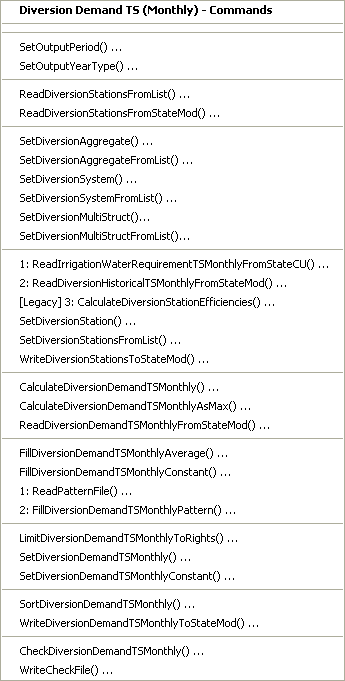 Diversion Demand TS (Monthly) - Commands
SetOutputPeriod() ...
SetOutputYearType() ...
ReadDiversionStationsFromList() ...
ReadDiversionStationsFromStateMod() ...
SetDiversionAggregate() ...
SetDiversionAggregateFromList() ...
SetDiversionSystem() ...
SetDiversionSystemFromList() ...
SetDiversionMultiStruct()...
SetDiversionMultiStructFromList()...
1: ReadIrrigationWaterRequirementTSMonthlyFromStateCU() ...
2: ReadDiversionHistoricalTSMonthlyFromStateMod() ...
[Legacy] 3: CalculateDiversionStationEfficiencies() ...
SetDiversionStation() ...
SetDiversionStationsFromList() ...
WriteDiversionStationsToStateMod() ...
CalculateDiversionDemandTSMonthly() ...
CalculateDiversionDemandTSMonthlyAsMax() ...
ReadDiversionDemandTSMonthlyFromStateMod() ...
FillDiversionDemandTSMonthlyAverage() ...
FillDiversionDemandTSMonthlyConstant() ...
1: ReadPatternFile() ...
2: FillDiversionDemandTSMonthlyPattern() ...
LimitDiversionDemandTSMonthlyToRights() ...
SetDiversionDemandTSMonthly() ...
SetDiversionDemandTSMonthlyConstant() ...
SortDiversionDemandTSMonthly() ...
WriteDiversionDemandTSMonthlyToStateMod() ...
CheckDiversionDemandTSMonthly() ...
WriteCheckFile() ...